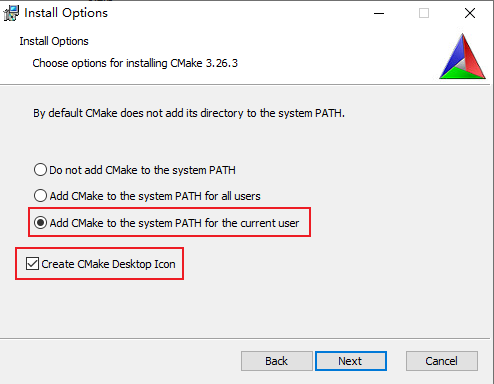 Install Options
Install Options
Choose options for installing CMake 3.26.3
By default CMake does not add its directory to the system PATH.
Do not add CMake to the system PATH
Add CMake to the system PATH for all users
Add CMake to the system PATH for the current user
Create CMake Desktop Icon
Back Next Cancel